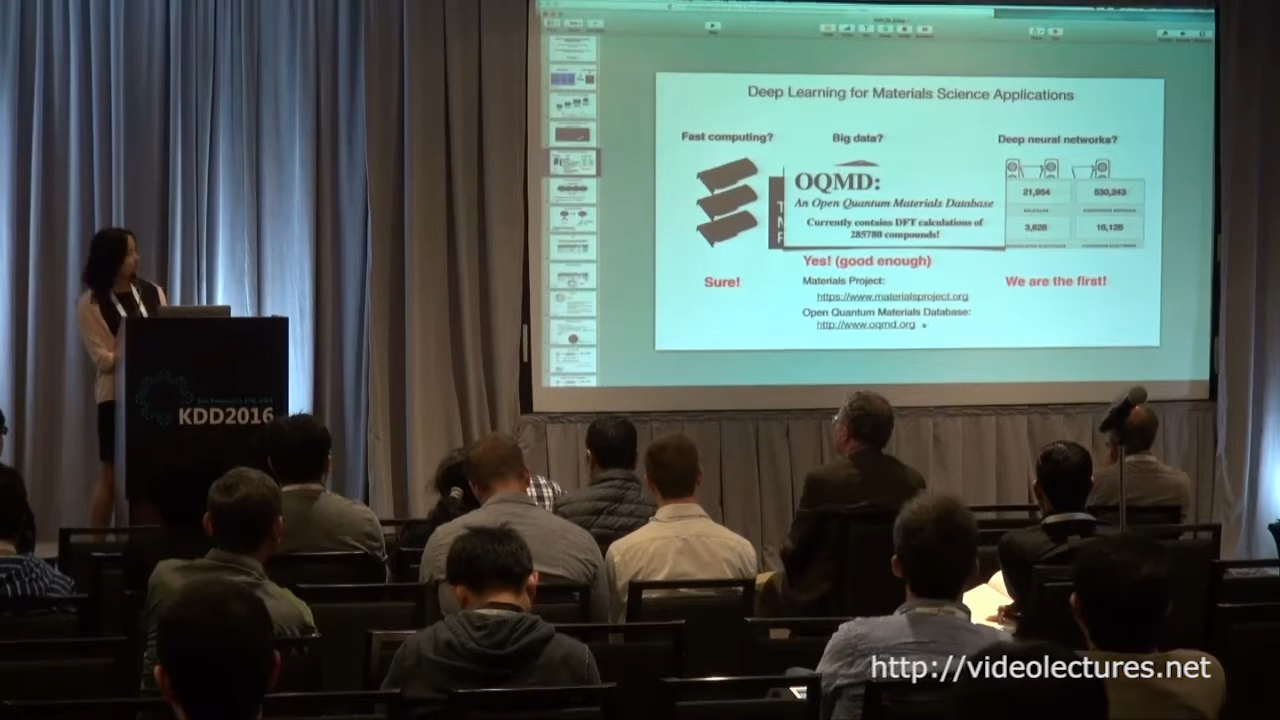 Deep Learning for Materials Science Applications
Fast computing?
Big data?
Deep neural networks?
OQMD:
An Open Quantum Materials Database
Currently contains DFT calculations of
285780 compounds!
21,954
530,243
3,628
16,128
Yes! (good enough)
Sure!
Materials Project:
https://www.materialsproject.org
Open Quantum Materials Database:
http://www.oqmd.org
We are the first!
KDD2016
http://videolectures.net